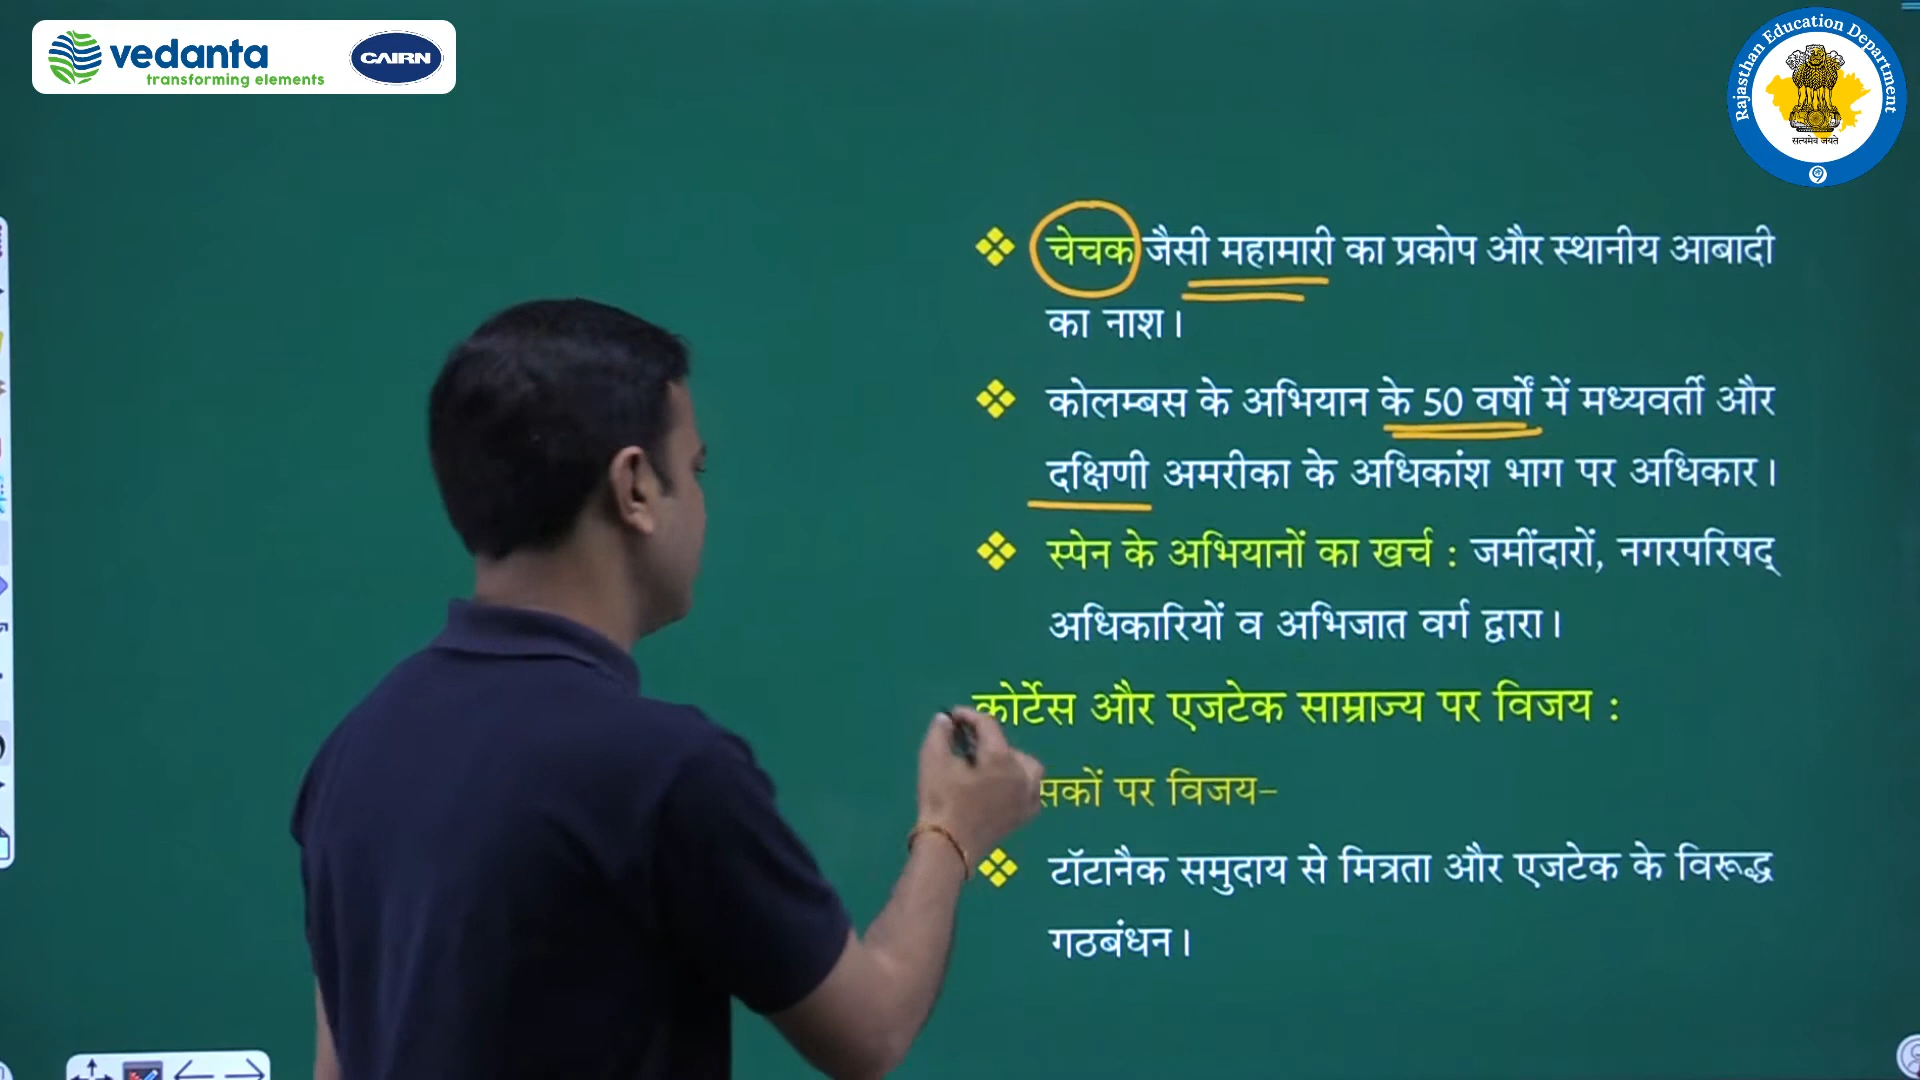 vedanta
transforming elements
CAIRN
Rajasthan Education Department
सत्यमेव जयते
चेचक जैसी महामारी का प्रकोप और स्थानीय आबादी
का नाश।
कोलम्बस के अभियान के 50 वर्षों में मध्यवर्ती और
दक्षिणी अमरीका के अधिकांश भाग पर अधिकार।
स्पेन के अभियानों का खर्च : जमींदारों, नगरपरिषद्
अधिकारियों व अभिजात वर्ग द्वारा।
कोर्टेस और एजटेक साम्राज्य पर विजय :
पर विजय–
टॉटानैक समुदाय से मित्रता और एजटेक के विरूद्ध
गठबंधन।